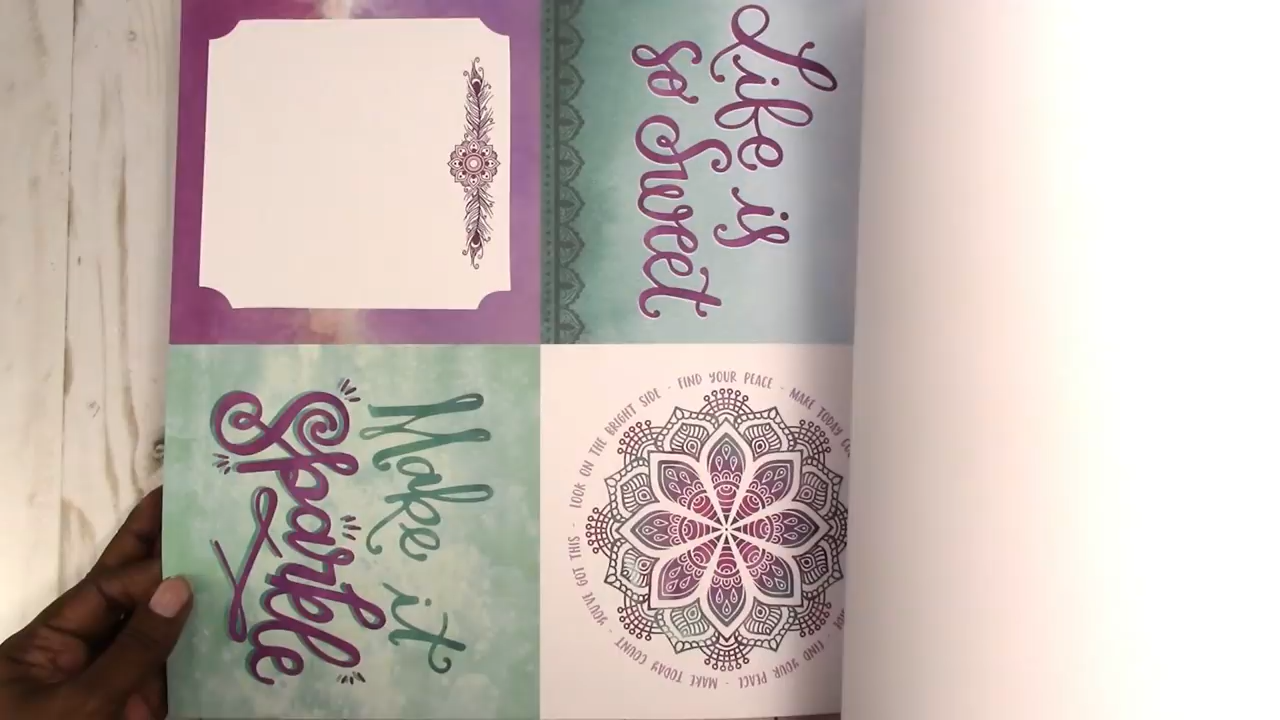 Life is
so Sweet
Make it
Sparkle
YOU'VE GOT THIS - LOOK ON THE BRIGHT SIDE - FIND YOUR PEACE - MAKE TODAY
FIND YOUR PEACE - MAKE TODAY COUNT -